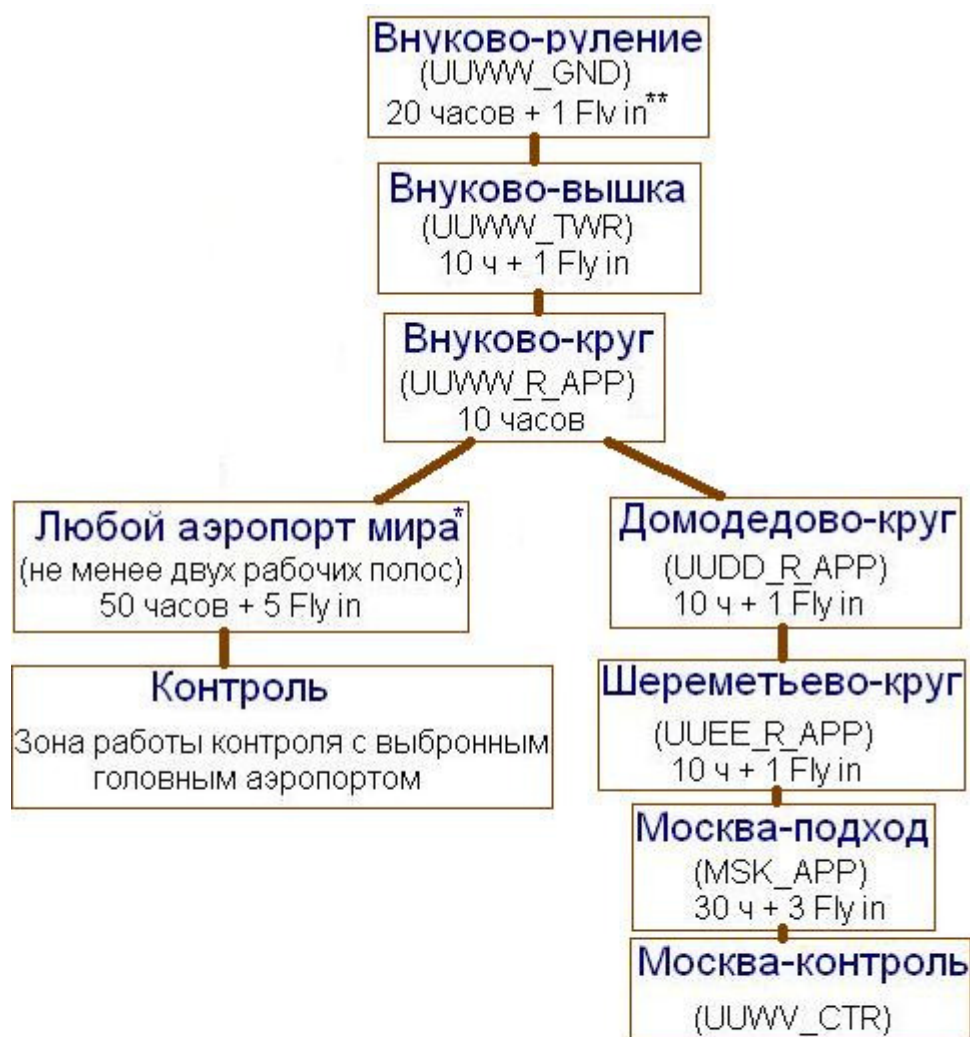 Внуково-руление
(UUWW_GND)
20 часов + 1 Fly in**
Внуково-вышка
(UUWW_TWR)
10 ч + 1 Fly in
Внуково-круг
(UUWW_R_APP)
10 часов
Любой аэропорт мира*
(не менее двух рабочих полос)
50 часов + 5 Fly in
Контроль
Зона работы контроля с выбронным
головным аэропортом
Домодедово-круг
(UUDD_R_APP)
10 ч + 1 Fly in
Шереметьево-круг
(UUEE_R_APP)
10 ч + 1 Fly in
Москва-подход
(MSK_APP)
30 ч + 3 Fly in
Москва-контроль
(UUWV_CTR)